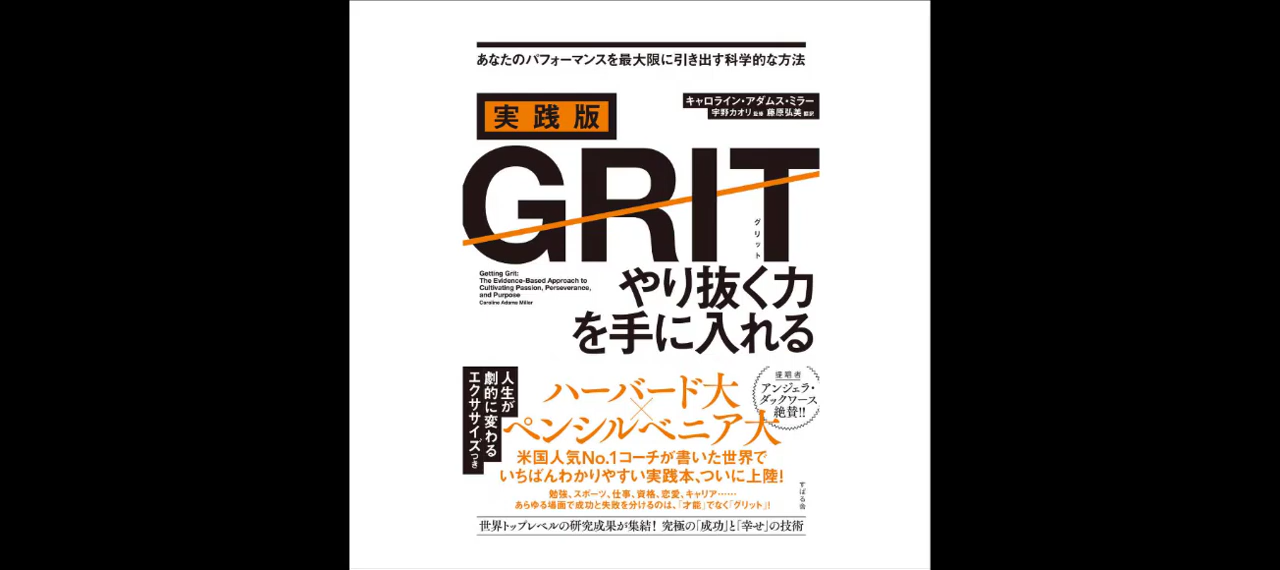 あなたのパフォーマンスを最大限に引き出す科学的な方法
実践版
キャロライン・アダムス・ミラー
宇野カオリ 監修 藤原弘美 翻訳
GRIT
グリット
Getting Grit:
The Evidence-Based Approach to
Cultivating Passion, Perseverance,
and Purpose
Caroline Adams Miller
やり抜く力
を手に入れる
人生が
劇的に変わる
エクササイズつき
ハーバード大
×
ペンシルベニア大
提唱者
アンジェラ・
ダックワース
絶賛!!
米国人気No.1コーチが書いた世界で
いちばんわかりやすい実践本、ついに上陸!
勉強、スポーツ、仕事、資格、恋愛、キャリア……
あらゆる場面で成功と失敗を分けるのは、「才能」でなく「グリット」!
すばる舎
世界トップレベルの研究成果が集結! 究極の「成功」と「幸せ」の技術